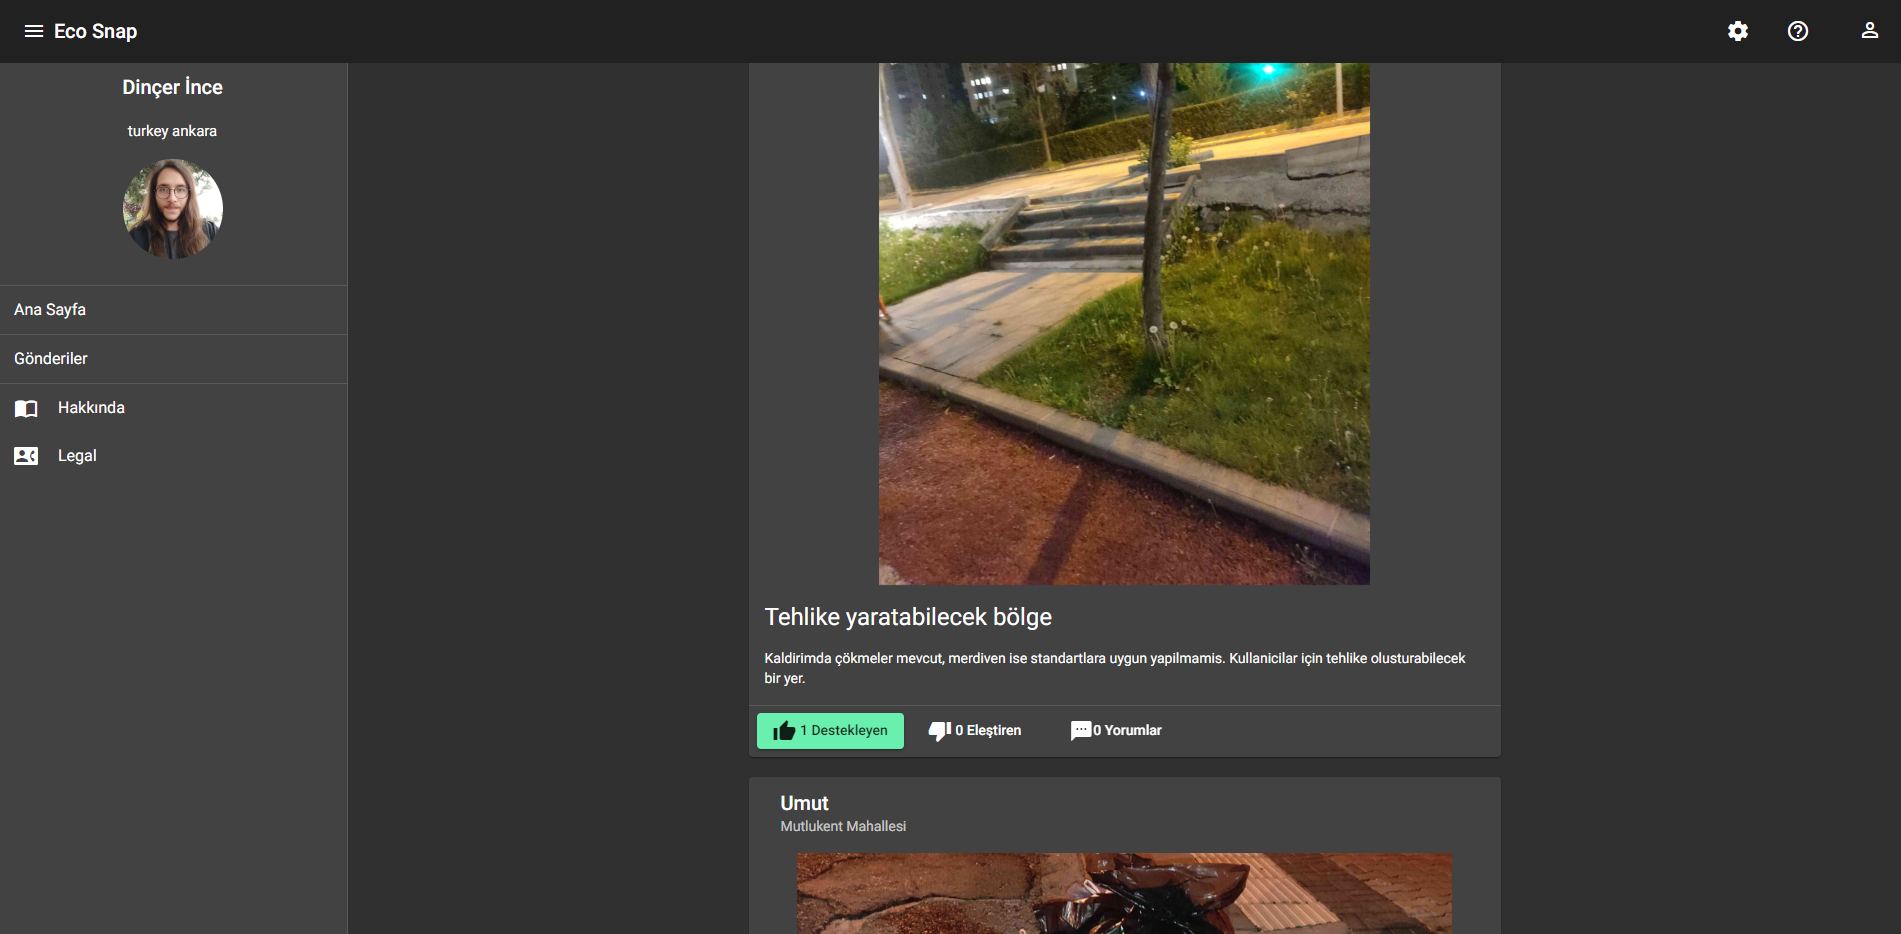 Eco Snap
Dinçer İnce
turkey ankara
Ana Sayfa
Gönderiler
Hakkında
Legal
Tehlike yaratabilecek bölge
Kaldirimda çökmeler mevcut, merdiven ise standartlara uygun yapilmamis. Kullanicilar için tehlike olusturabilecek
bir yer.
1 Destekleyen
0 Eleştiren
0 Yorumlar
Umut
Mutlukent Mahallesi